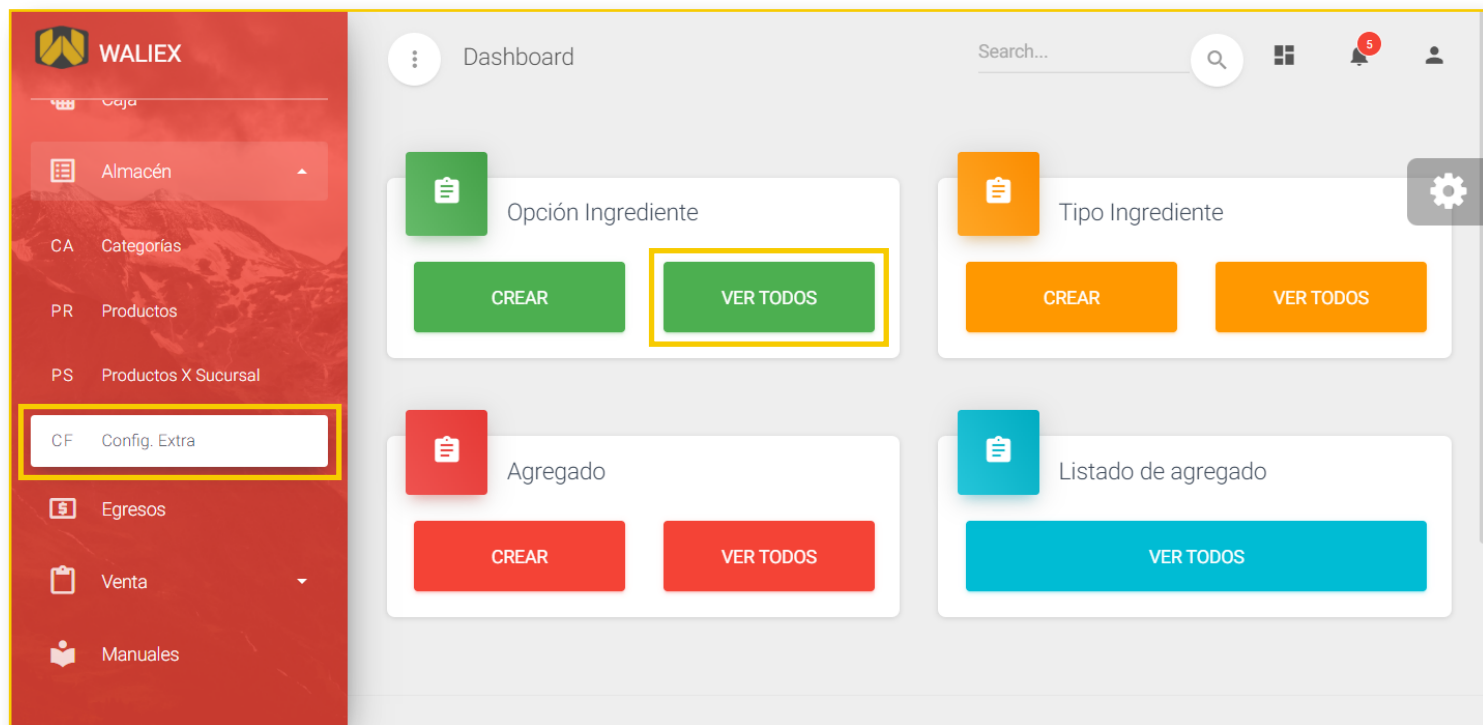 WALIEX
Caja
Almacén
CA Categorías
PR Productos
PS Productos X Sucursal
CF Config. Extra
Egresos
Venta
Manuales
Dashboard
Search...
5
Opción Ingrediente
CREAR VER TODOS
Tipo Ingrediente
CREAR VER TODOS
Agregado
CREAR VER TODOS
Listado de agregado
VER TODOS